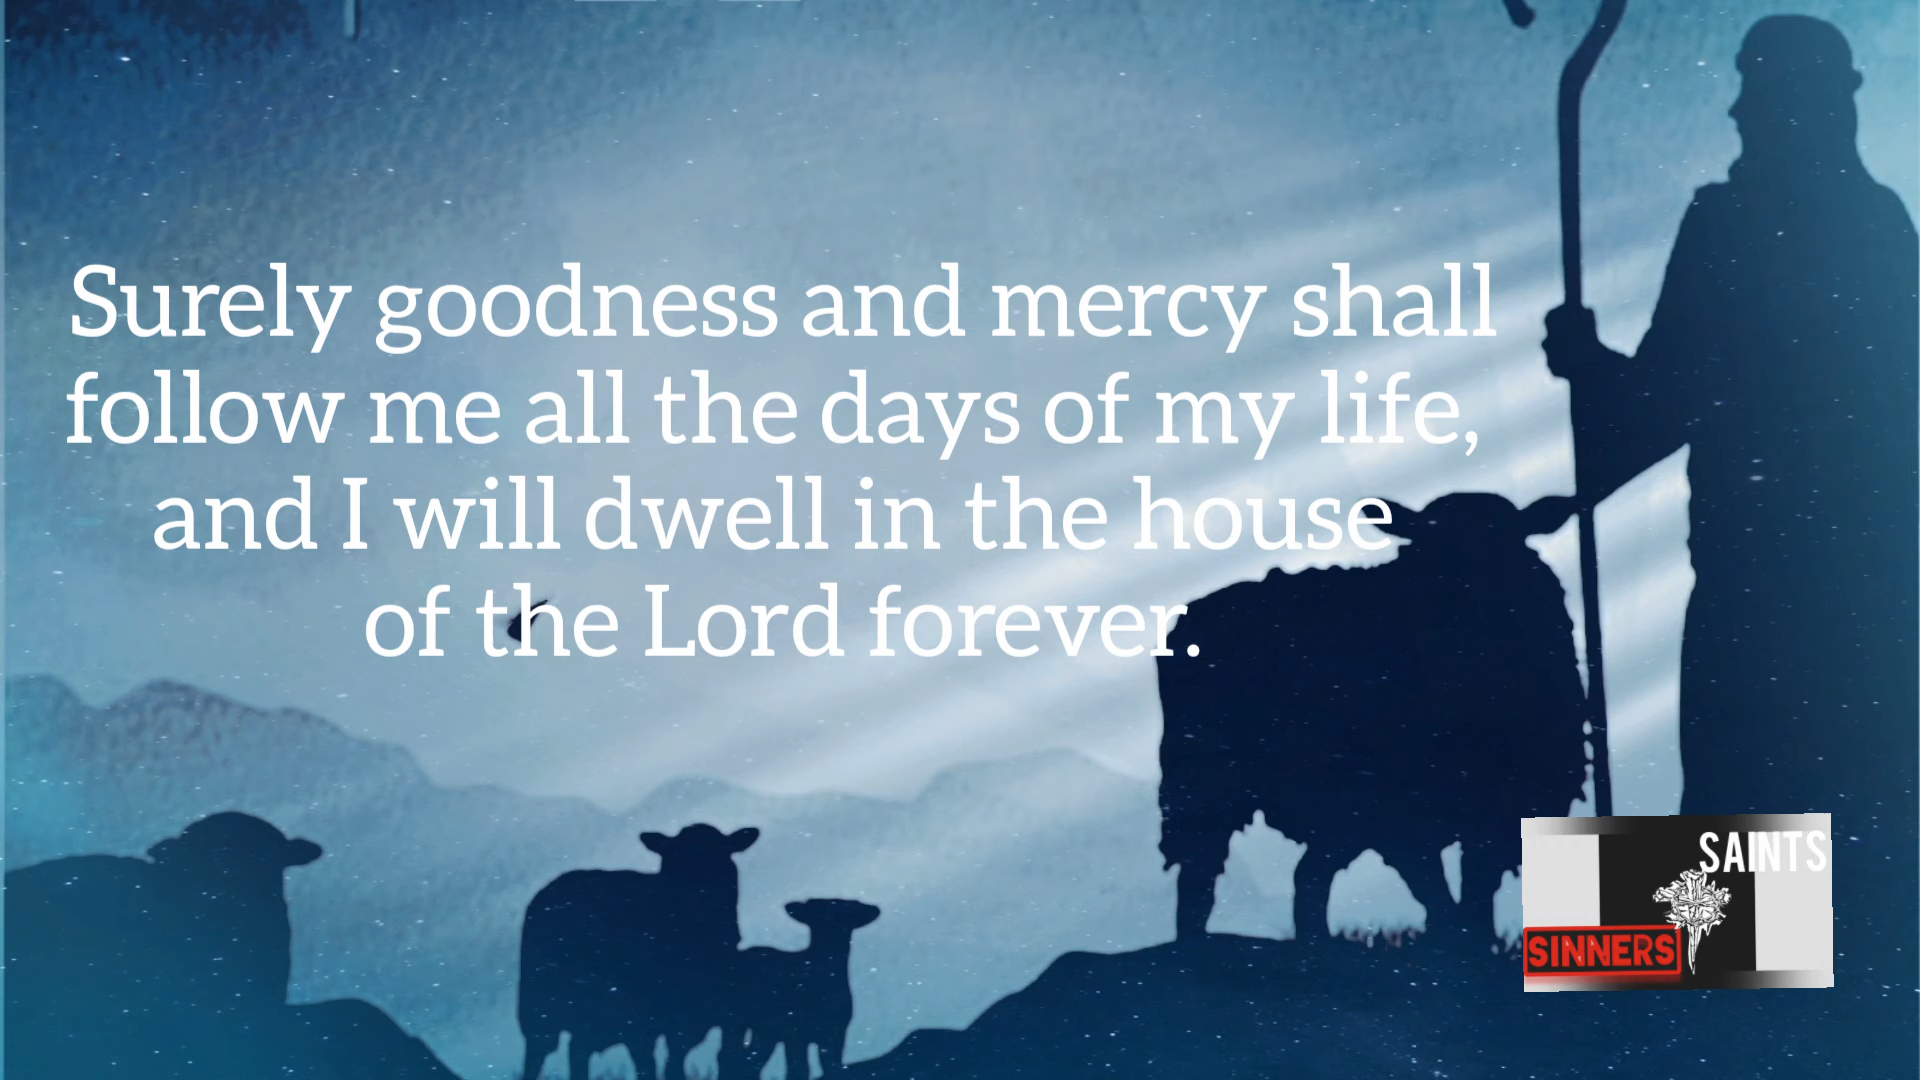 Surely goodness and mercy shall
follow me all the days of my life,
and I will dwell in the house
of the Lord forever.
SAINTS
SINNERS